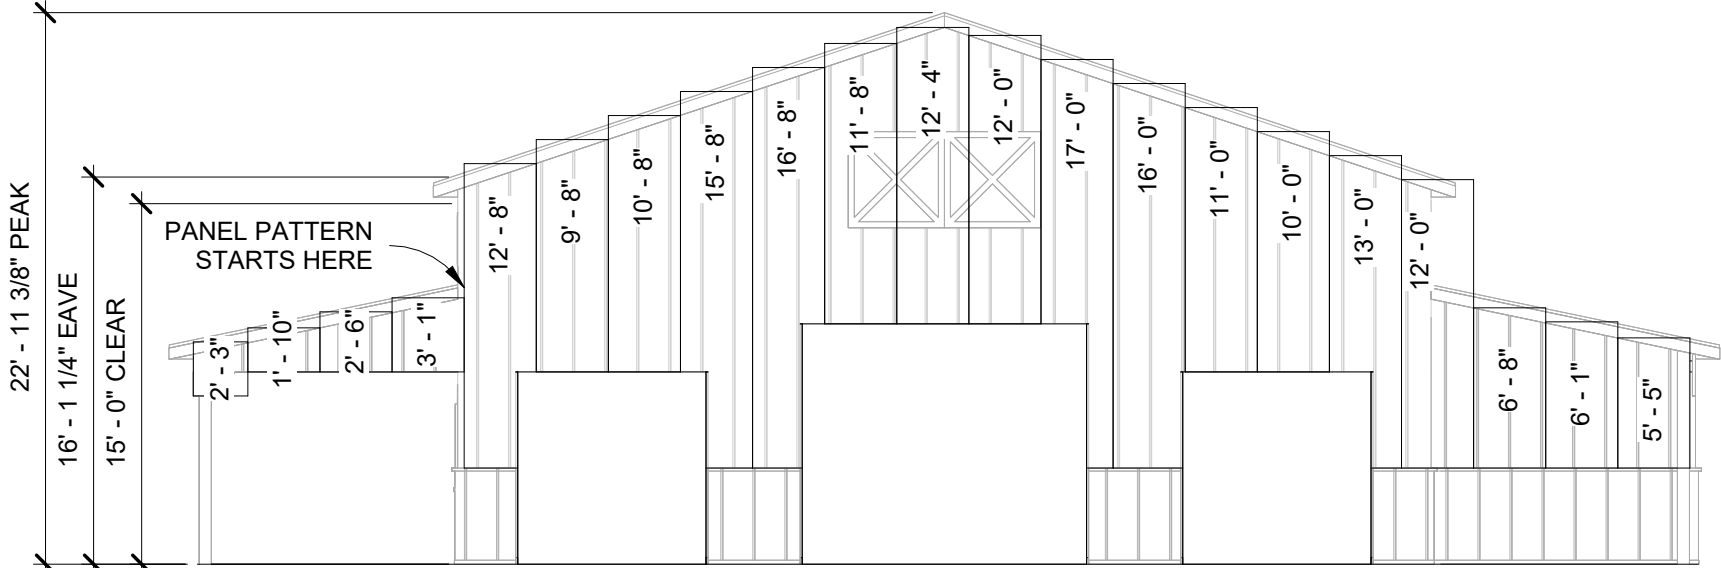 22' - 11 3/8" PEAK
16' - 1 1/4" EAVE
15' - 0" CLEAR
PANEL PATTERN
STARTS HERE
2' - 3"
1' - 10"
2' - 6"
3' - 1"
12' - 8"
9' - 8"
10' - 8"
15' - 8"
16' - 8"
11' - 8"
12' - 4"
12' - 0"
17' - 0"
16' - 0"
11' - 0"
10' - 0"
13' - 0"
12' - 0"
6' - 8"
6' - 1"
5' - 5"